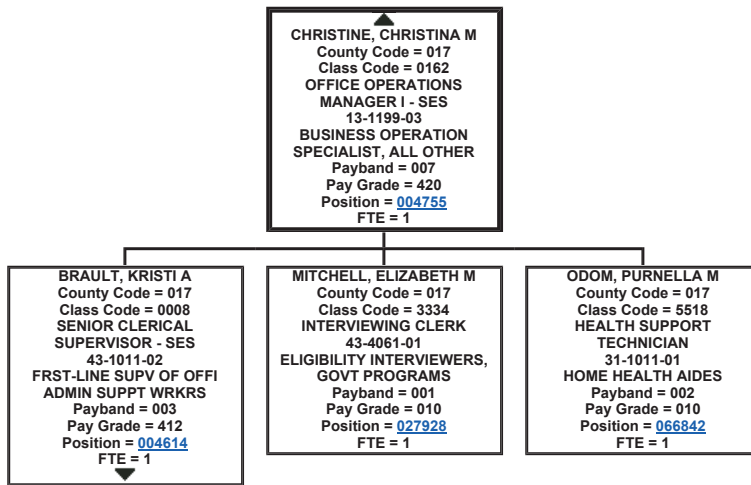 CHRISTINE, CHRISTINA M
County Code = 017
Class Code = 0162
OFFICE OPERATIONS
MANAGER I - SES
13-1199-03
BUSINESS OPERATION
SPECIALIST, ALL OTHER
Payband = 007
Pay Grade = 420
Position = 004755
FTE = 1
BRAULT, KRISTI A
County Code = 017
Class Code = 0008
SENIOR CLERICAL
SUPERVISOR - SES
43-1011-02
FRST-LINE SUPV OF OFFI
ADMIN SUPPT WRKRS
Payband = 003
Pay Grade = 412
Position = 004614
FTE = 1
MITCHELL, ELIZABETH M
County Code = 017
Class Code = 3334
INTERVIEWING CLERK
43-4061-01
ELIGIBILITY INTERVIEWERS,
GOVT PROGRAMS
Payband = 001
Pay Grade = 010
Position = 027928
FTE = 1
ODOM, PURNELLA M
County Code = 017
Class Code = 5518
HEALTH SUPPORT
TECHNICIAN
31-1011-01
HOME HEALTH AIDES
Payband = 002
Pay Grade = 010
Position = 066842
FTE = 1